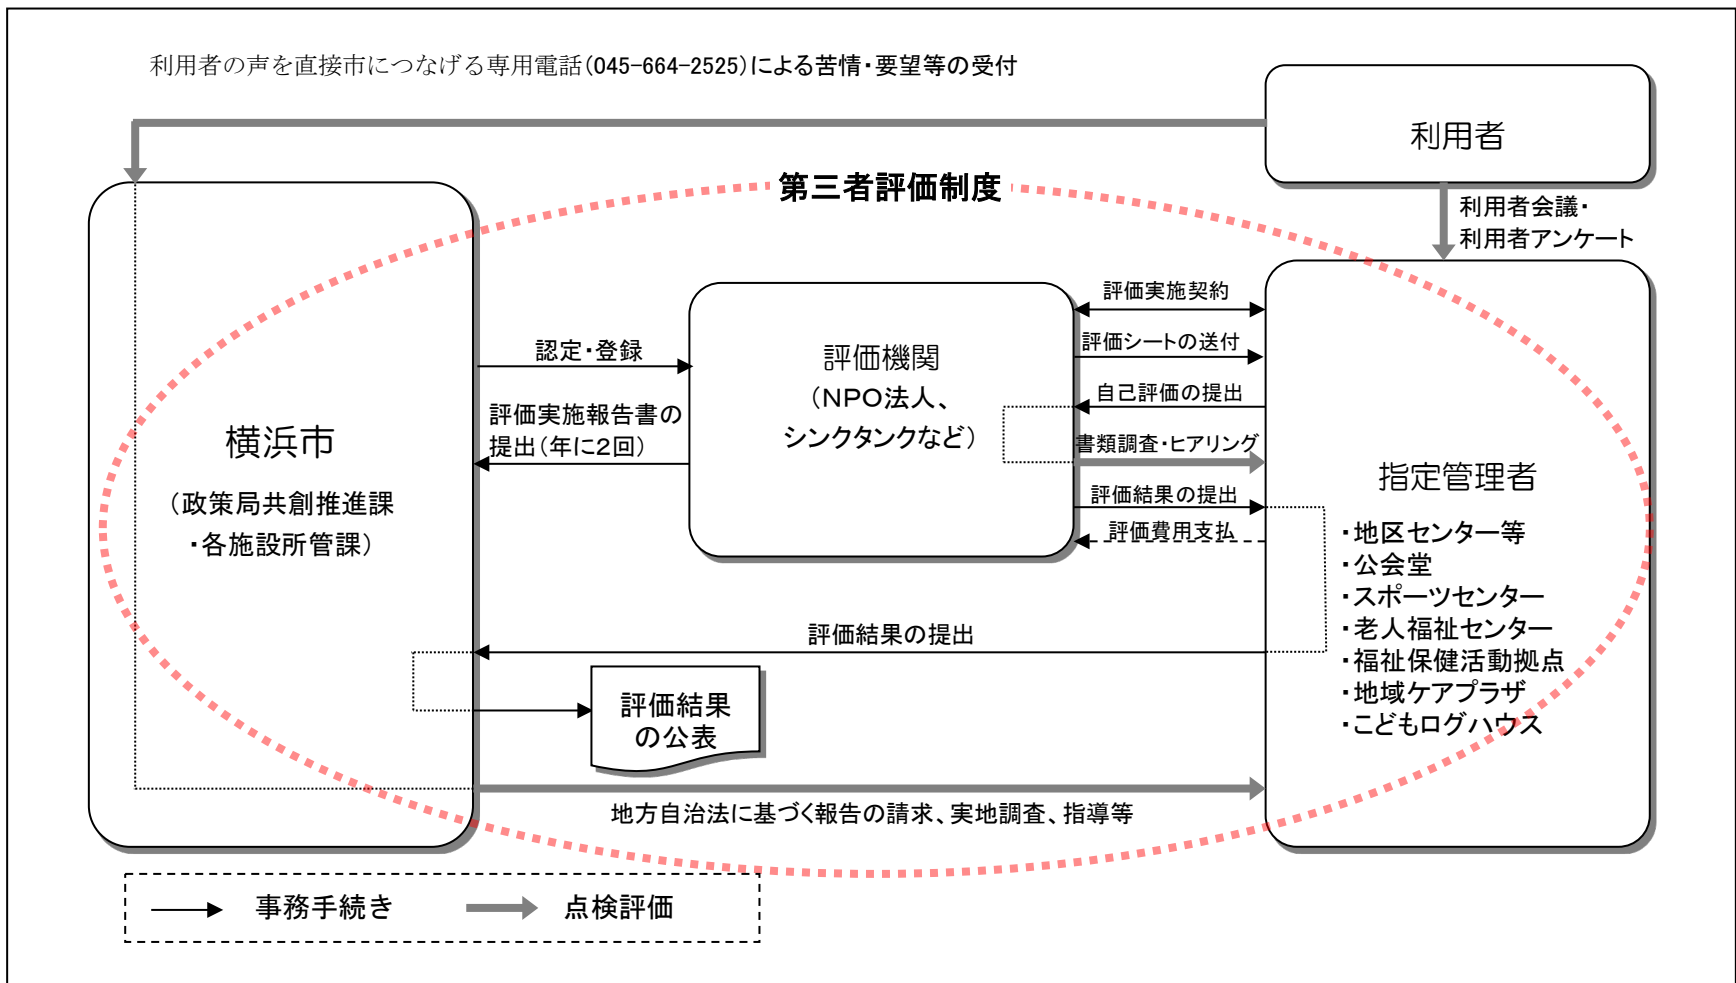 利用者の声を直接市につなげる専用電話(045-664-2525)による苦情・要望等の受付
利用者
第三者評価制度
利用者会議・
利用者アンケート
横浜市
(政策局共創推進課
・各施設所管課)
認定・登録
評価実施報告書の
提出(年に2回)
評価機関
(NPO法人、
シンクタンクなど)
評価実施契約
評価シートの送付
自己評価の提出
書類調査・ヒアリング
評価結果の提出
評価費用支払
指定管理者
・地区センター等
・公会堂
・スポーツセンター
・老人福祉センター
・福祉保健活動拠点
・地域ケアプラザ
・こどもログハウス
評価結果の提出
評価結果
の公表
地方自治法に基づく報告の請求、実地調査、指導等
事務手続き
点検評価